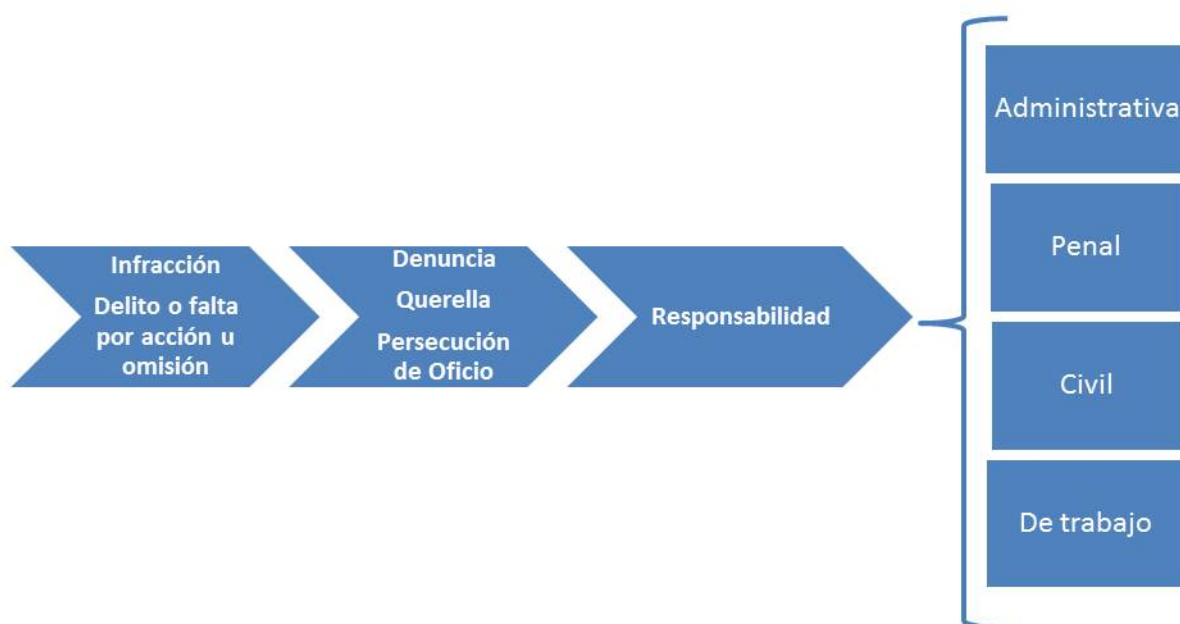 Infracción
Delito o falta
por acción u
omisión
Denuncia
Querella
Persecución
de Oficio
Responsabilidad
Administrativa
Penal
Civil
De trabajo